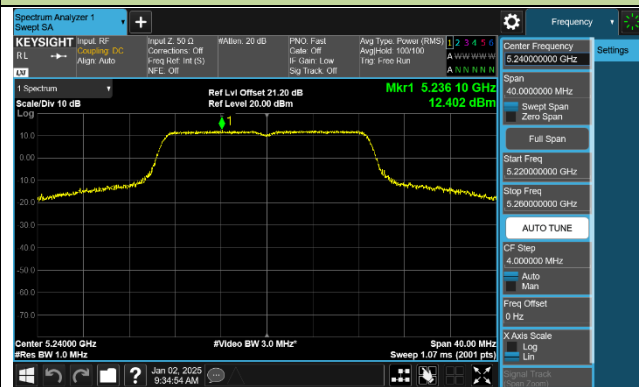 Spectrum Analyzer 1
Swept SA
Frequency
KEYSIGHT
RL
LXI
Input: RF
Coupling: DC
Align: Auto
Input Z: 50 Ω
Corrections: Off
Freq Ref: Int (S)
NFE: Off
#Atten: 20 dB
PNO: Fast
Gate: Off
IF Gain: Low
Sig Track: Off
Avg Type: Power (RMS)
Avg|Hold: 100/100
Trig: Free Run
1 2 3 4 5 6
A W W W W W
A N N N N N
1 Spectrum
Scale/Div 10 dB
Log
Ref Lvl Offset 21.20 dB
Ref Level 20.00 dBm
Mkr1 5.236 10 GHz
12.402 dBm
1
10.0
0.00
-10.0
-20.0
-30.0
-40.0
-50.0
-60.0
-70.0
Center 5.24000 GHz
#Res BW 1.0 MHz
#Video BW 3.0 MHz*
Span 40.00 MHz
Sweep 1.07 ms (2001 pts)
Center Frequency
5.240000000 GHz
Settings
Span
40.0000000 MHz
Swept Span
Zero Span
Full Span
Start Freq
5.220000000 GHz
Stop Freq
5.260000000 GHz
AUTO TUNE
CF Step
4.000000 MHz
Auto
Man
Freq Offset
0 Hz
X Axis Scale
Log
Lin
Signal Track
(Span Zoom)
?
Jan 02, 2025
9:34:54 AM